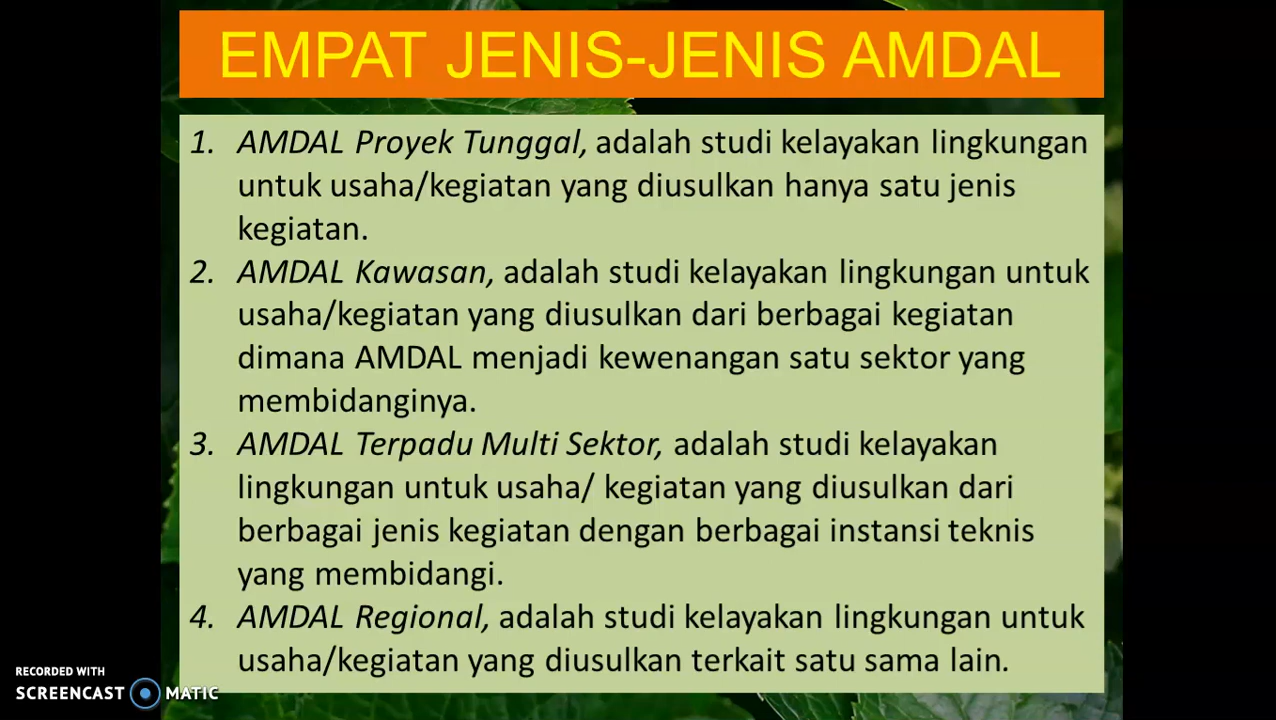 EMPAT JENIS-JENIS AMDAL
1. AMDAL Proyek Tunggal, adalah studi kelayakan lingkungan
untuk usaha/kegiatan yang diusulkan hanya satu jenis
kegiatan.
2. AMDAL Kawasan, adalah studi kelayakan lingkungan untuk
usaha/kegiatan yang diusulkan dari berbagai kegiatan
dimana AMDAL menjadi kewenangan satu sektor yang
membidanginya.
3. AMDAL Terpadu Multi Sektor, adalah studi kelayakan
lingkungan untuk usaha/ kegiatan yang diusulkan dari
berbagai jenis kegiatan dengan berbagai instansi teknis
yang membidangi.
4. AMDAL Regional, adalah studi kelayakan lingkungan untuk
usaha/kegiatan yang diusulkan terkait satu sama lain.
RECORDED WITH
SCREENCAST MATIC